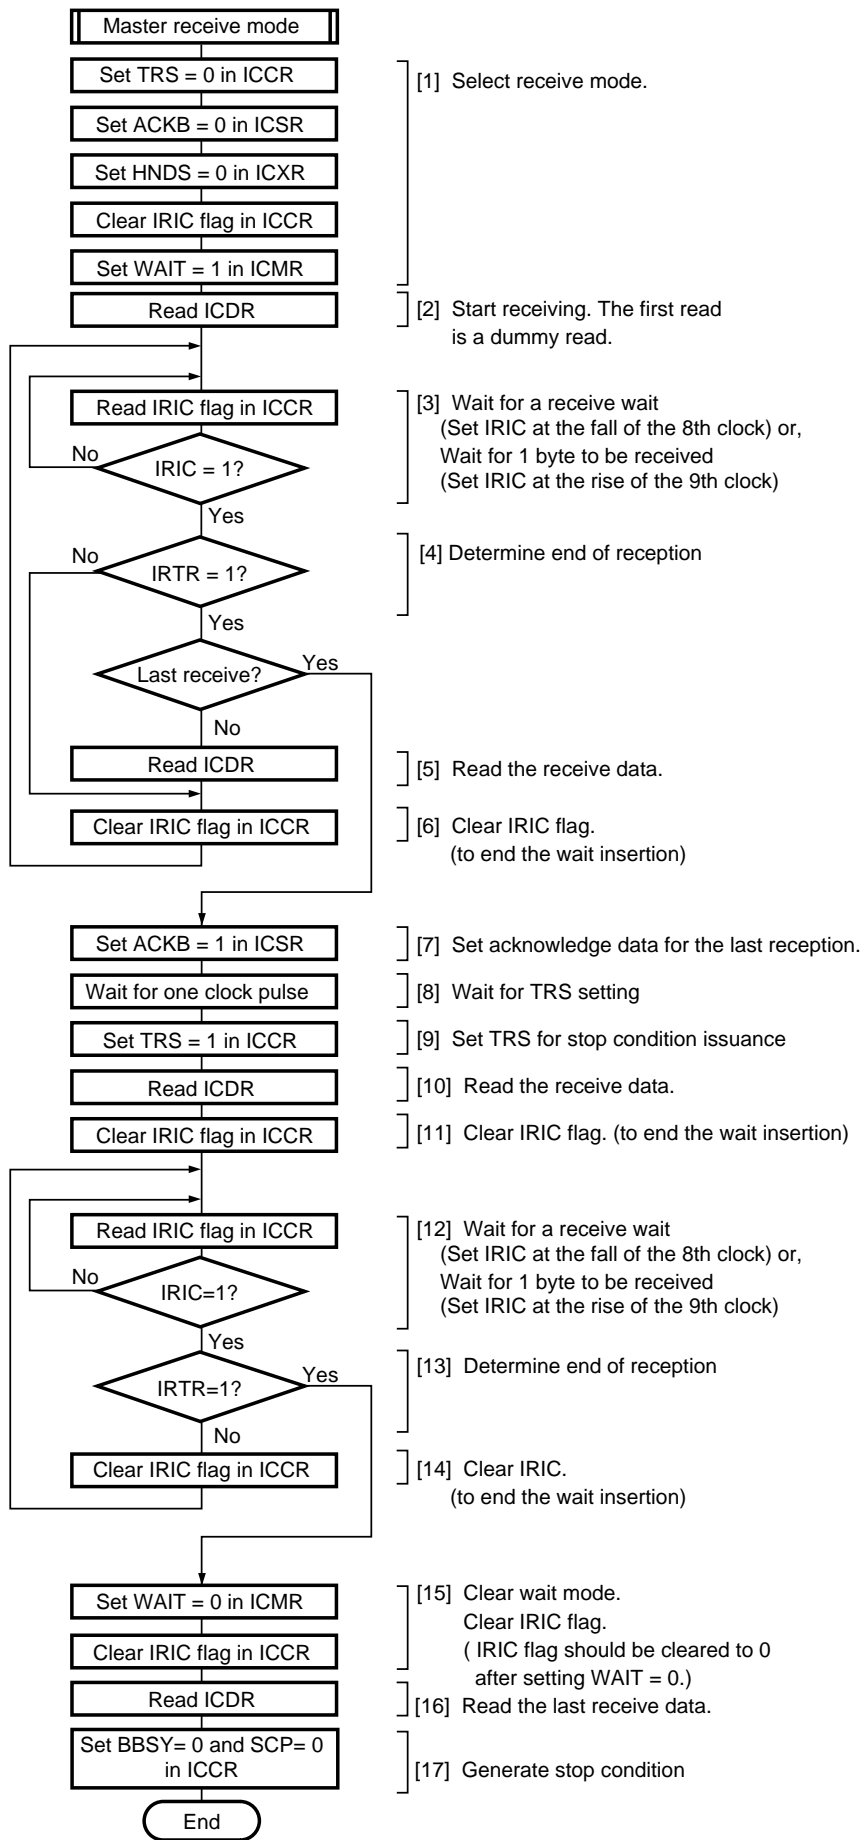 Master receive mode
Set TRS = 0 in ICCR
[1] Select receive mode.
Set ACKB = 0 in ICSR
Set HNDS = 0 in ICXR
Clear IRIC flag in ICCR
Set WAIT = 1 in ICMR
Read ICDR
[2] Start receiving. The first read
is a dummy read.
Read IRIC flag in ICCR
[3] Wait for a receive wait
(Set IRIC at the fall of the 8th clock) or,
Wait for 1 byte to be received
(Set IRIC at the rise of the 9th clock)
No
IRIC = 1?
Yes
No
IRTR = 1?
[4] Determine end of reception
Yes
Last receive?
Yes
No
Read ICDR
[5] Read the receive data.
Clear IRIC flag in ICCR
[6] Clear IRIC flag.
(to end the wait insertion)
Set ACKB = 1 in ICSR
[7] Set acknowledge data for the last reception.
Wait for one clock pulse
[8] Wait for TRS setting
Set TRS = 1 in ICCR
[9] Set TRS for stop condition issuance
Read ICDR
[10] Read the receive data.
Clear IRIC flag in ICCR
[11] Clear IRIC flag. (to end the wait insertion)
Read IRIC flag in ICCR
[12] Wait for a receive wait
(Set IRIC at the fall of the 8th clock) or,
Wait for 1 byte to be received
(Set IRIC at the rise of the 9th clock)
No
IRIC=1?
Yes
IRTR=1?
Yes
[13] Determine end of reception
No
Clear IRIC flag in ICCR
[14] Clear IRIC.
(to end the wait insertion)
Set WAIT = 0 in ICMR
[15] Clear wait mode.
Clear IRIC flag.
( IRIC flag should be cleared to 0
after setting WAIT = 0.)
Clear IRIC flag in ICCR
Read ICDR
[16] Read the last receive data.
Set BBSY= 0 and SCP= 0
in ICCR
[17] Generate stop condition
End